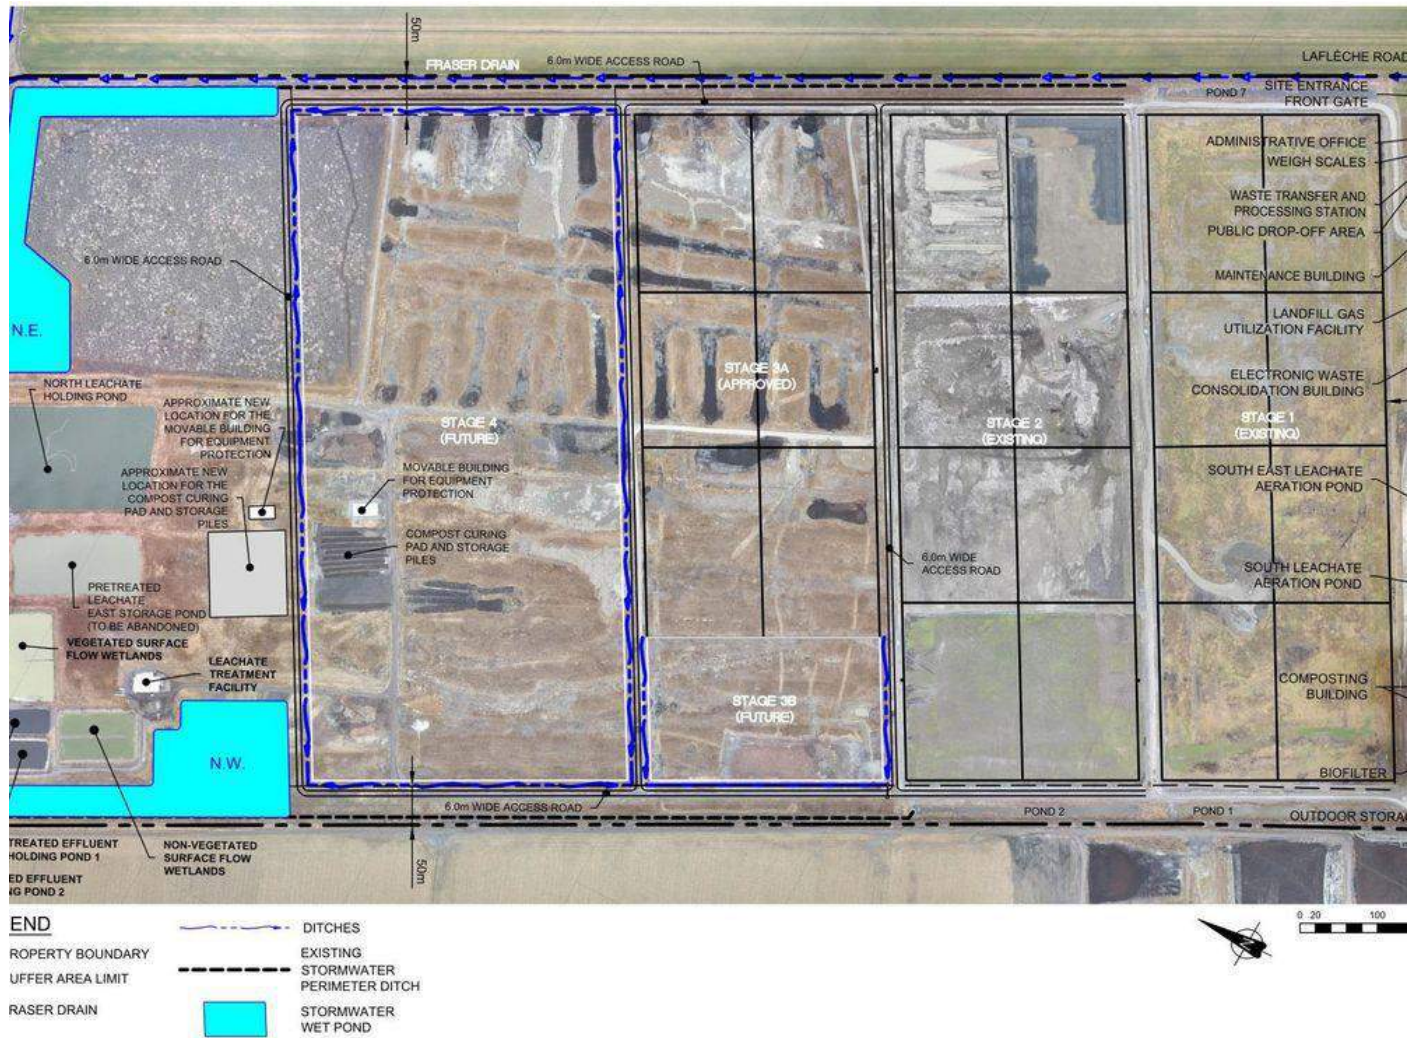 50m
FRASER DRAIN
6.0m WIDE ACCESS ROAD
LAFLÈCHE ROAD
POND 7
SITE ENTRANCE
FRONT GATE
ADMINISTRATIVE OFFICE
WEIGH SCALES
WASTE TRANSFER AND
PROCESSING STATION
PUBLIC DROP-OFF AREA
6.0m WIDE ACCESS ROAD
MAINTENANCE BUILDING
N.E.
LANDFILL GAS
UTILIZATION FACILITY
STAGE 3A
(APPROVED)
ELECTRONIC WASTE
CONSOLIDATION BUILDING
NORTH LEACHATE
HOLDING POND
APPROXIMATE NEW
LOCATION FOR THE
MOVABLE BUILDING
FOR EQUIPMENT
PROTECTION
STAGE 4
(FUTURE)
STAGE 2
(EXISTING)
STAGE 1
(EXISTING)
APPROXIMATE NEW
LOCATION FOR THE
COMPOST CURING
PAD AND STORAGE
PILES
MOVABLE BUILDING
FOR EQUIPMENT
PROTECTION
SOUTH EAST LEACHATE
AERATION POND
COMPOST CURING
PAD AND STORAGE
PILES
6.0m WIDE
ACCESS ROAD
SOUTH LEACHATE
AERATION POND
PRETREATED
LEACHATE
EAST STORAGE POND
(TO BE ABANDONED)
VEGETATED SURFACE
FLOW WETLANDS
LEACHATE
TREATMENT
FACILITY
COMPOSTING
BUILDING
STAGE 3B
(FUTURE)
N.W.
BIOFILTER
6.0m WIDE ACCESS ROAD
POND 2
POND 1
OUTDOOR STORAG
TREATED EFFLUENT
HOLDING POND 1
NON-VEGETATED
SURFACE FLOW
WETLANDS
50m
ED EFFLUENT
NG POND 2
END
ROPERTY BOUNDARY
UFFER AREA LIMIT
RASER DRAIN
DITCHES
EXISTING
STORMWATER
PERIMETER DITCH
STORMWATER
WET POND
N
0 20 100